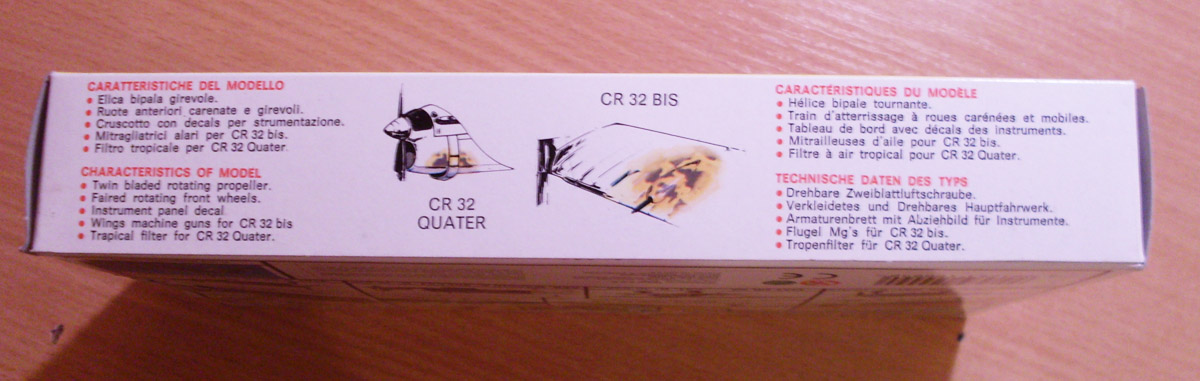 CARATTERISTICHE DEL MODELLO
• Elica bipala girevole.
• Ruote anteriori carenate e girevoli.
• Cruscotto con decals per strumentazione.
• Mitragliatrici alari per CR 32 bis.
• Filtro tropicale per CR 32 Quater.
CHARACTERISTICS OF MODEL
• Twin bladed rotating propeller.
• Faired rotating front wheels.
• Instrument panel decal
• Wings machine guns for CR 32 bis
• Trapical filter for CR 32 Quater.
CR 32
QUATER
CR 32 BIS
CARACTÉRISTIQUES DU MODÈLE
• Hélice bipale tournante.
• Train d'atterrissage à roues carénées et mobiles.
• Tableau de bord avec décals des instruments.
• Mitrailleuses d'aile pour CR 32 bis.
• Filtre à air tropical pour CR 32 Quater.
TECHNISCHE DATEN DES TYPS
• Drehbare Zweiblattluftschraube.
• Verkleidetes und Drehbares Hauptfahrwerk.
• Armaturenbrett mit Abziehbild für Instrumente.
• Flugel Mg's für CR 32 bis.
• Tropenfilter für CR 32 Quater.